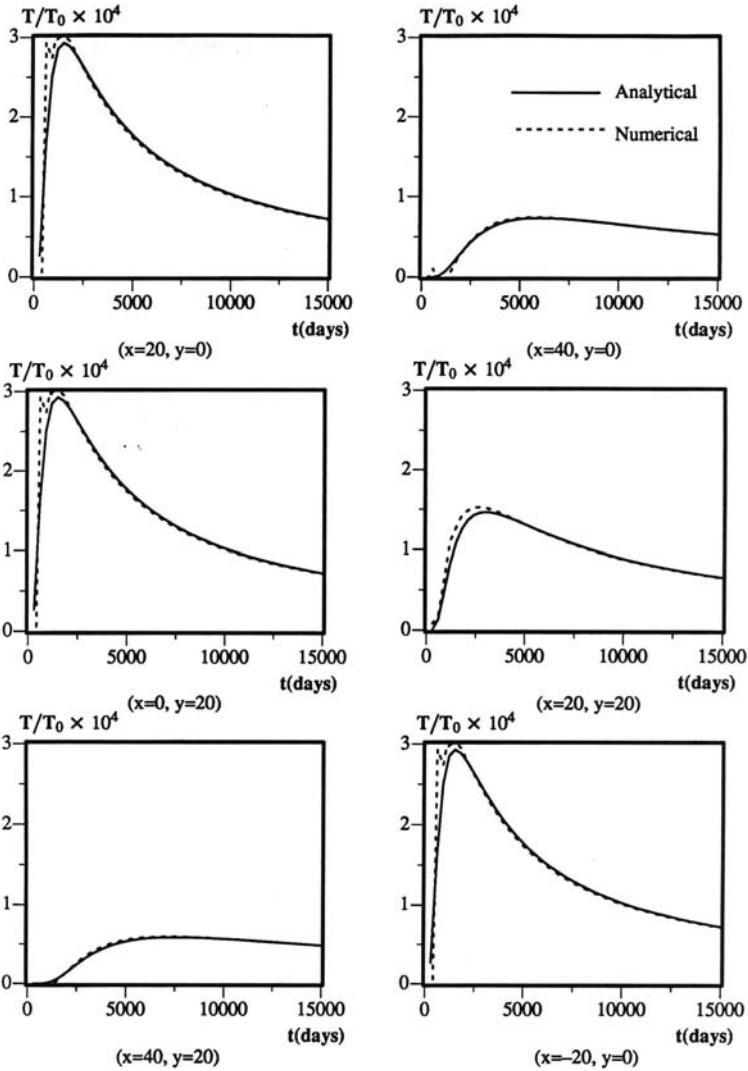 T/T₀ × 10⁴
3
2
1
0
0 5000 10000 15000
t(days)
(x=20, y=0)
T/T₀ × 10⁴
3
2
1
0
0 5000 10000 15000
t(days)
(x=40, y=0)
Analytical
Numerical
T/T₀ × 10⁴
3
2
1
0
0 5000 10000 15000
t(days)
(x=0, y=20)
T/T₀ × 10⁴
3
2
1
0
0 5000 10000 15000
t(days)
(x=20, y=20)
T/T₀ × 10⁴
3
2
1
0
0 5000 10000 15000
t(days)
(x=40, y=20)
T/T₀ × 10⁴
3
2
1
0
0 5000 10000 15000
t(days)
(x=–20, y=0)